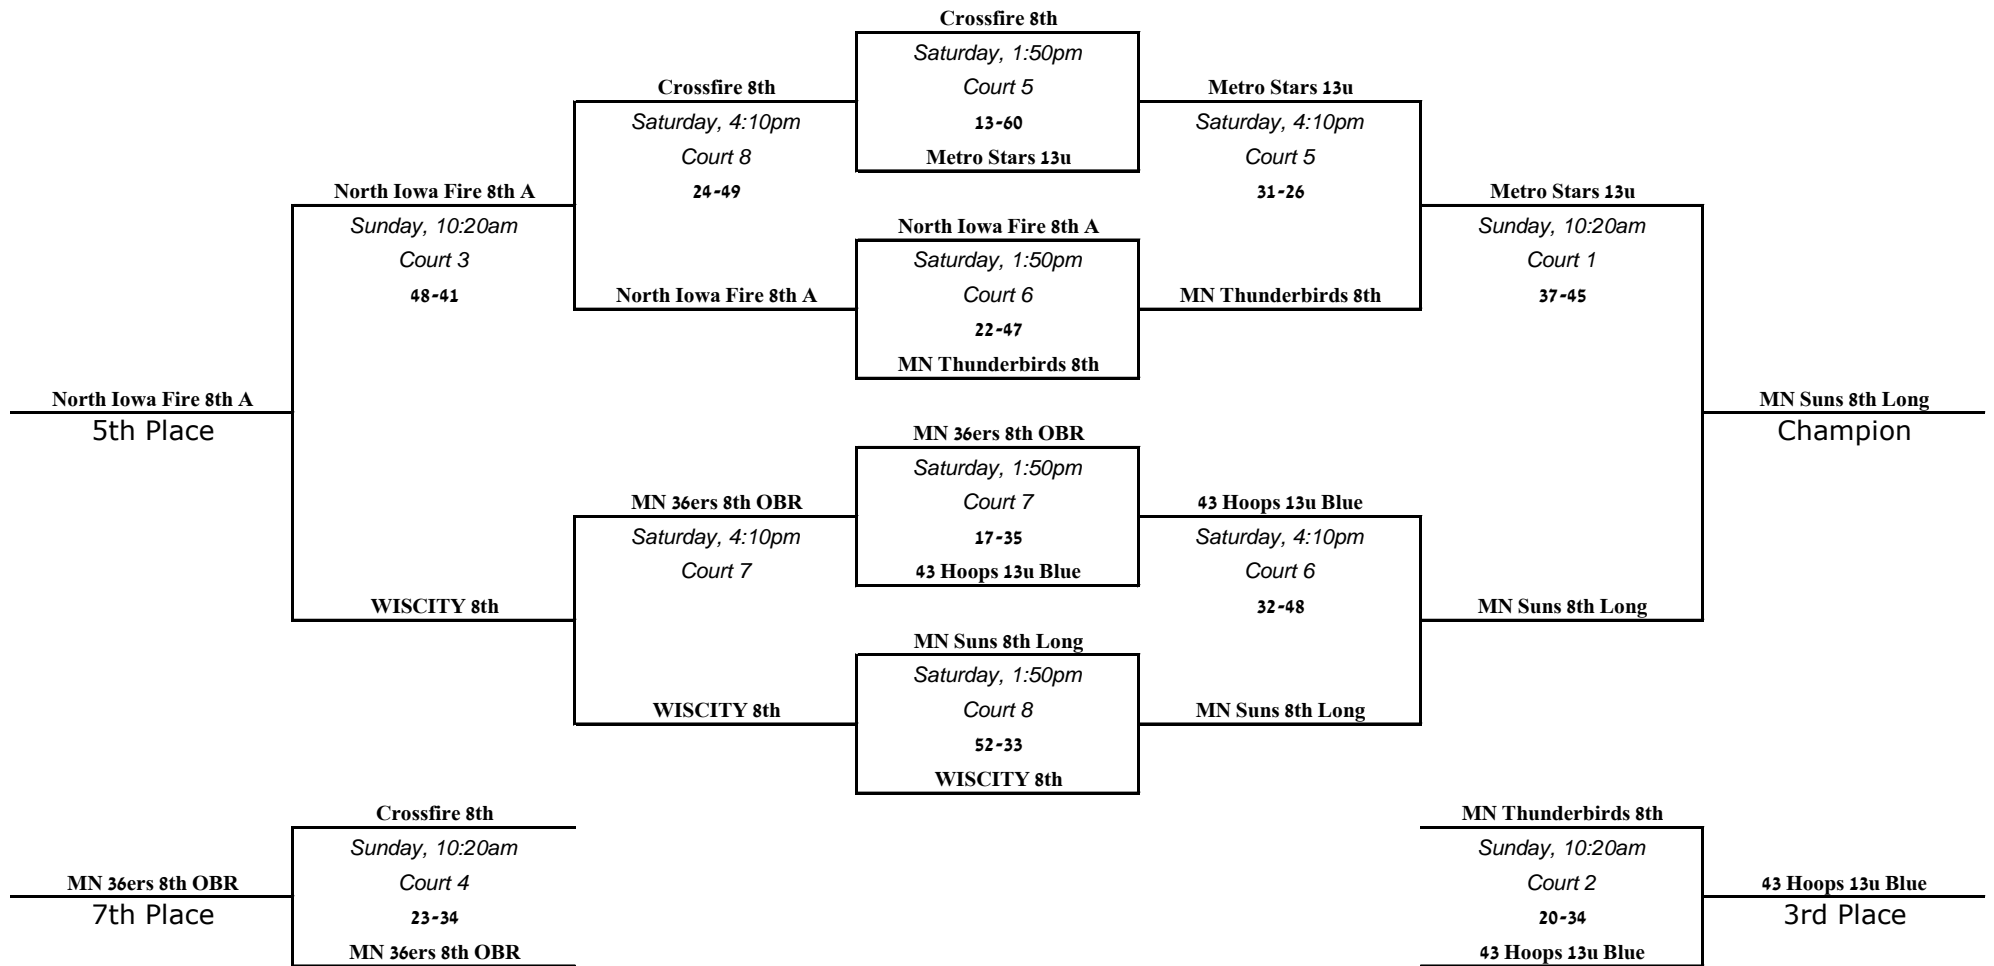 Crossfire 8th
Saturday, 1:50pm
Court 5
13-60
Metro Stars 13u
Crossfire 8th
Saturday, 4:10pm
Court 8
24-49
North Iowa Fire 8th A
Metro Stars 13u
Saturday, 4:10pm
Court 5
31-26
MN Thunderbirds 8th
North Iowa Fire 8th A
Sunday, 10:20am
Court 3
48-41
WISCITY 8th
North Iowa Fire 8th A
Saturday, 1:50pm
Court 6
22-47
MN Thunderbirds 8th
Metro Stars 13u
Sunday, 10:20am
Court 1
37-45
MN Suns 8th Long
North Iowa Fire 8th A
5th Place
MN Suns 8th Long
Champion
MN 36ers 8th OBR
Saturday, 1:50pm
Court 7
17-35
43 Hoops 13u Blue
MN 36ers 8th OBR
Saturday, 4:10pm
Court 7
WISCITY 8th
43 Hoops 13u Blue
Saturday, 4:10pm
Court 6
32-48
MN Suns 8th Long
MN Suns 8th Long
Saturday, 1:50pm
Court 8
52-33
WISCITY 8th
Crossfire 8th
Sunday, 10:20am
Court 4
23-34
MN 36ers 8th OBR
MN 36ers 8th OBR
7th Place
MN Thunderbirds 8th
Sunday, 10:20am
Court 2
20-34
43 Hoops 13u Blue
43 Hoops 13u Blue
3rd Place